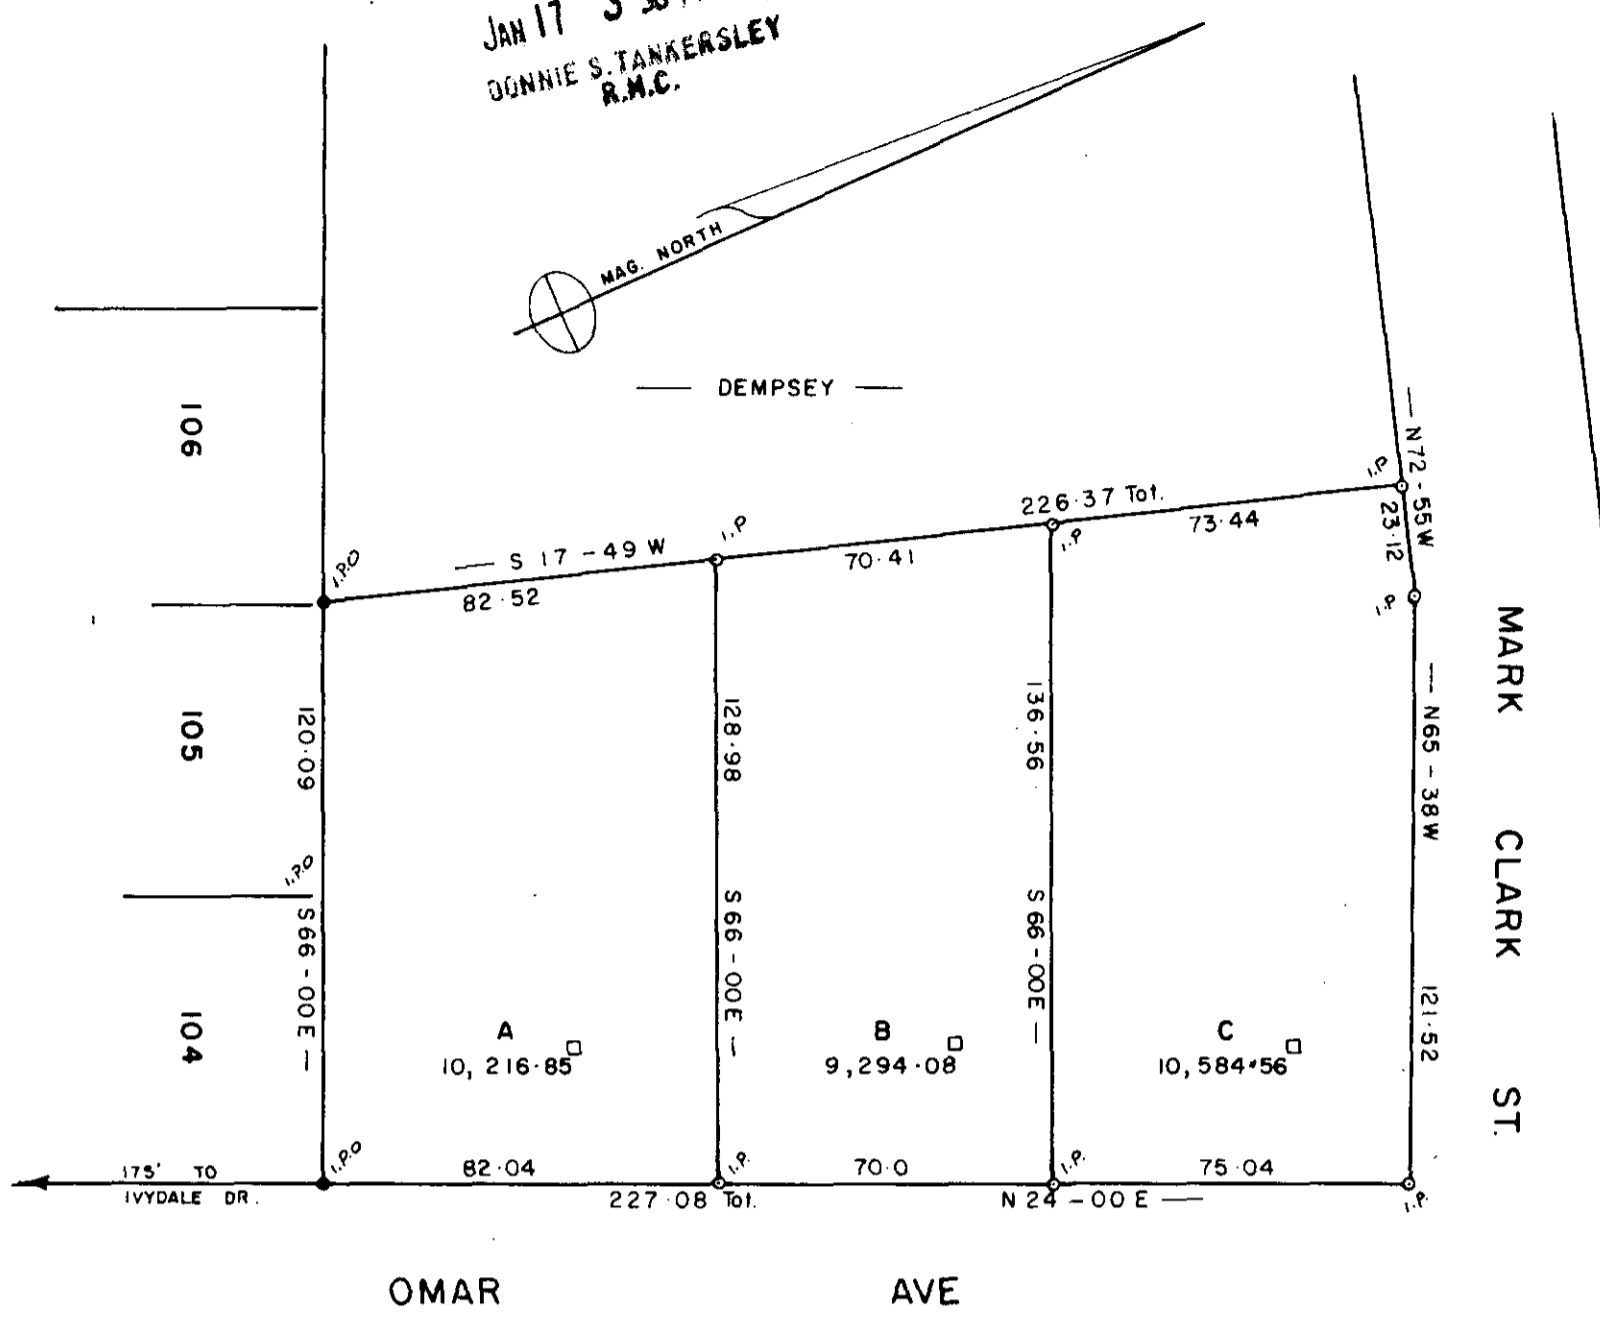 JAN 17 3
DONNIE S. TANKERSLEY
R.M.C.
MAG. NORTH
— DEMPSEY —
106
105
104
I.P.O
I.P.O
I.P.O
— S 17 - 49 W
82.52
I.P
70.41
226.37 Tot.
I.P
73.44
I.P
— N72 - 55W
23.12
I.P
120.09
S66 - 00E —
128.98
S 66 - 00E —
136.56
S 66 - 00E —
— N65 - 38W
121.52
MARK CLARK ST.
A
10,216.85
B
9,294.08
C
10,584.56
175' TO
IVYDALE DR.
82.04
I.P.
70.0
I.P.
75.04
I.P.
227.08 Tot.
N 24 - 00 E —
OMAR AVE